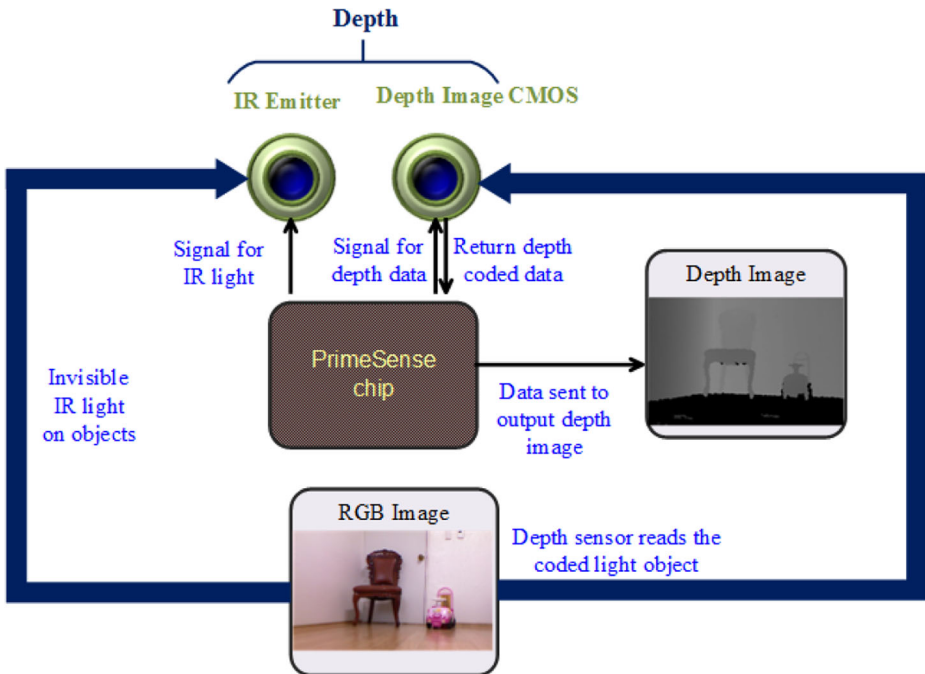 Depth
IR Emitter
Depth Image CMOS
Signal for
IR light
Signal for
depth data
Return depth
coded data
Depth Image
PrimeSense
chip
Invisible
IR light
on objects
Data sent to
output depth
image
RGB Image
Depth sensor reads the
coded light object